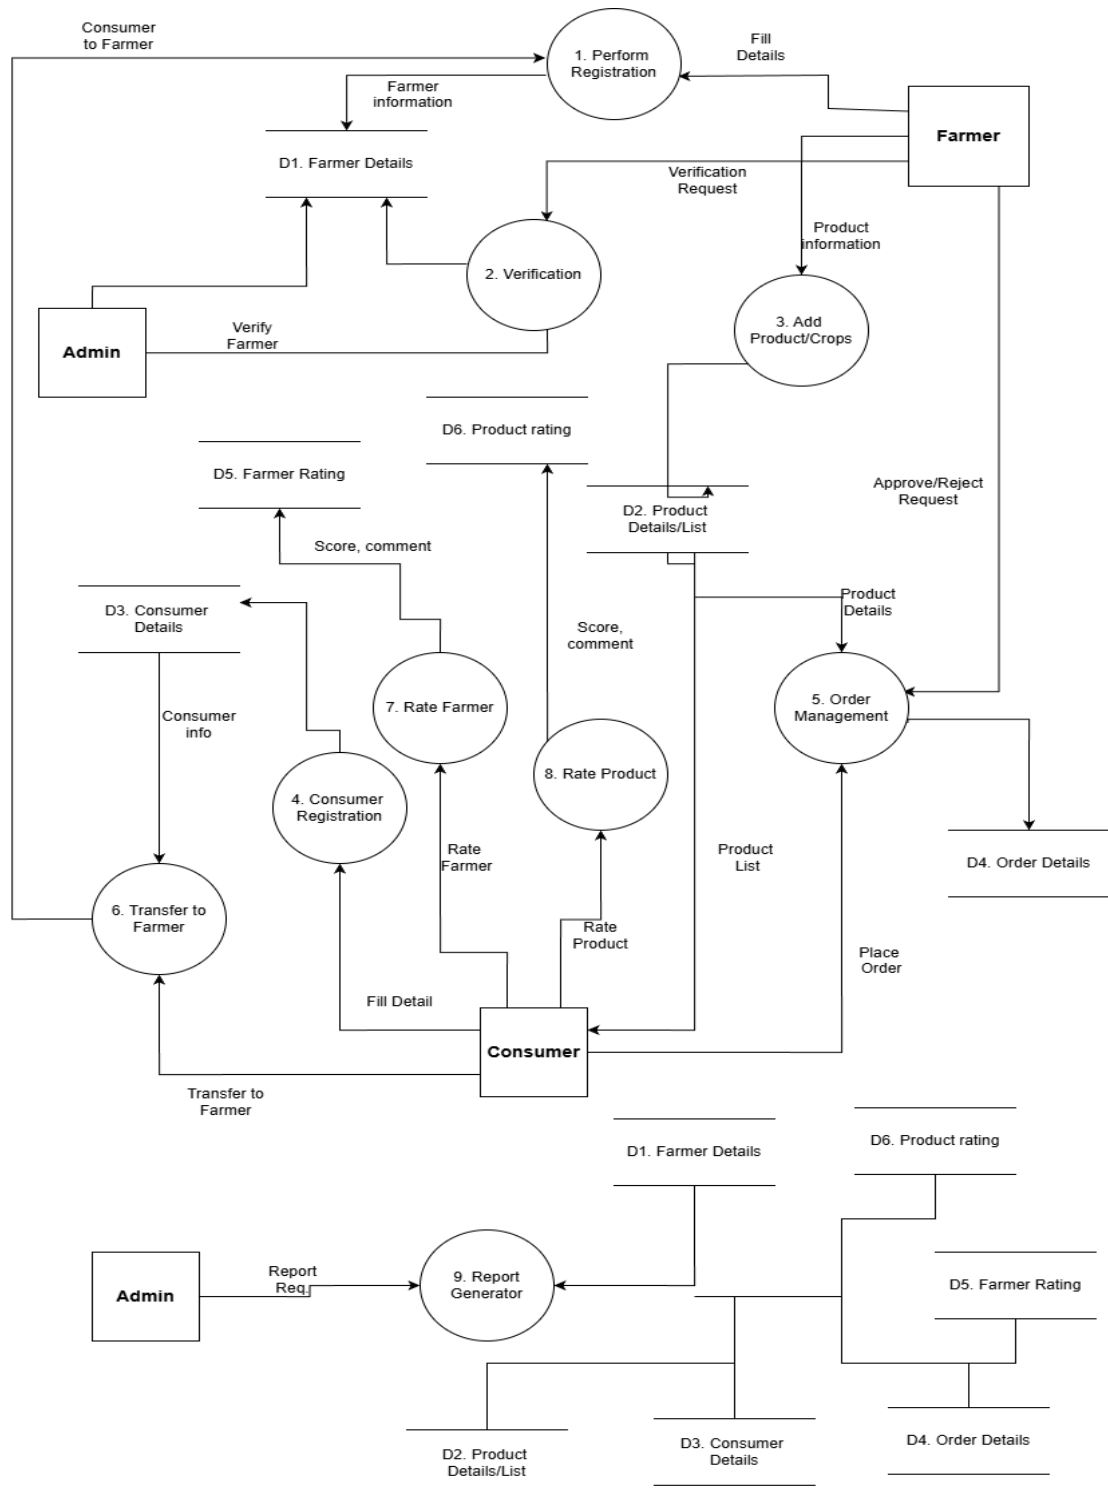 Consumer
to Farmer
1. Perform
Registration
Fill
Details
Farmer
information
Farmer
D1. Farmer Details
Verification
Request
Product
information
2. Verification
3. Add
Product/Crops
Verify
Farmer
Admin
D6. Product rating
D5. Farmer Rating
Approve/Reject
Request
D2. Product
Details/List
Score, comment
D3. Consumer
Details
Product
Details
Score,
comment
7. Rate Farmer
5. Order
Management
Consumer
info
8. Rate Product
4. Consumer
Registration
Rate
Farmer
Product
List
D4. Order Details
6. Transfer to
Farmer
Rate
Product
Place
Order
Fill Detail
Consumer
Transfer to
Farmer
D1. Farmer Details
D6. Product rating
Report
Req.
9. Report
Generator
D5. Farmer Rating
Admin
D2. Product
Details/List
D3. Consumer
Details
D4. Order Details